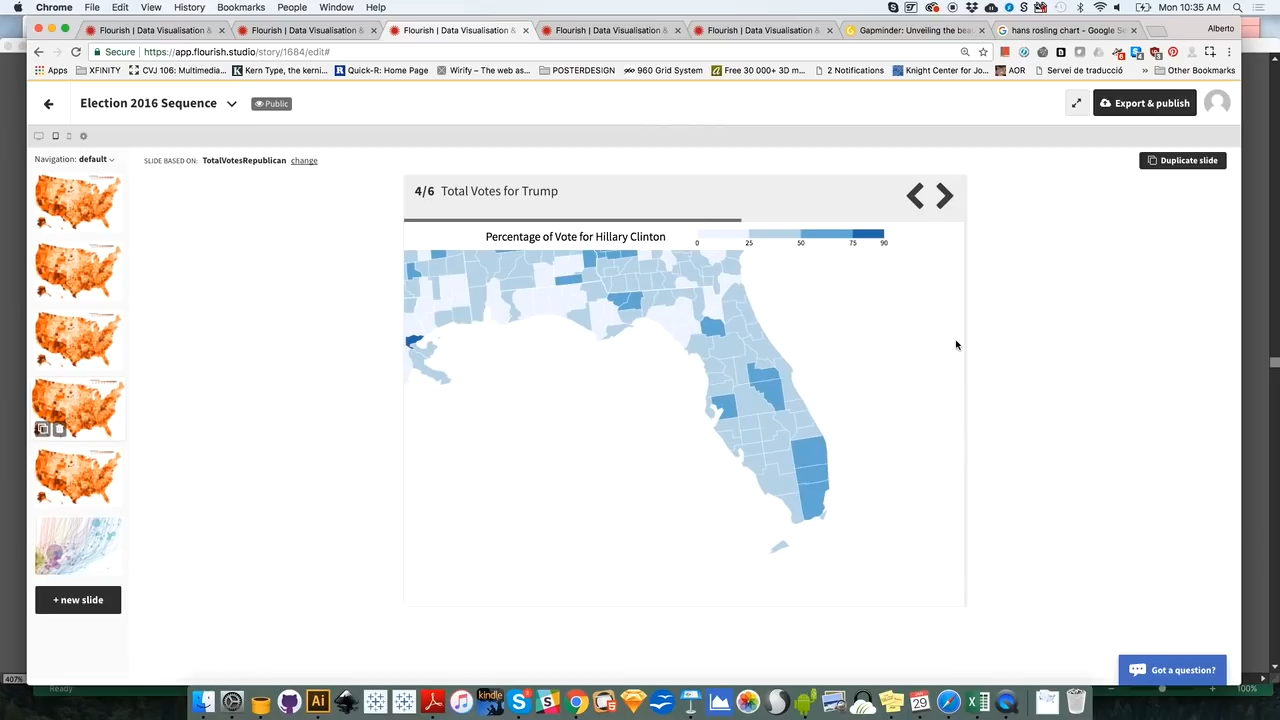 Chrome File Edit View History Bookmarks People Window Help Mon 10:35 AM
Flourish | Data Visualisation & Flourish | Data Visualisation & Flourish | Data Visualisation & Flourish | Data Visualisation & Flourish | Data Visualisation & Gapminder: Unveiling the bea hans rosling chart - Google Se Alberto
Secure https://app.flourish.studio/story/1684/edit#
Apps XFINITY CVJ 106: Multimedia... Kern Type, the kerni... Quick-R: Home Page Wirify – The web as... POSTERDESIGN 960 Grid System Free 30 000+ 3D m... 2 Notifications Knight Center for Jo... AOR Servei de traducció » Other Bookmarks
Election 2016 Sequence Public Export & publish
Navigation: default
SLIDE BASED ON: TotalVotesRepublican change Duplicate slide
4/6 Total Votes for Trump
Percentage of Vote for Hillary Clinton
0 25 50 75 90
+ new slide
Got a question?
407%
Ready 100%